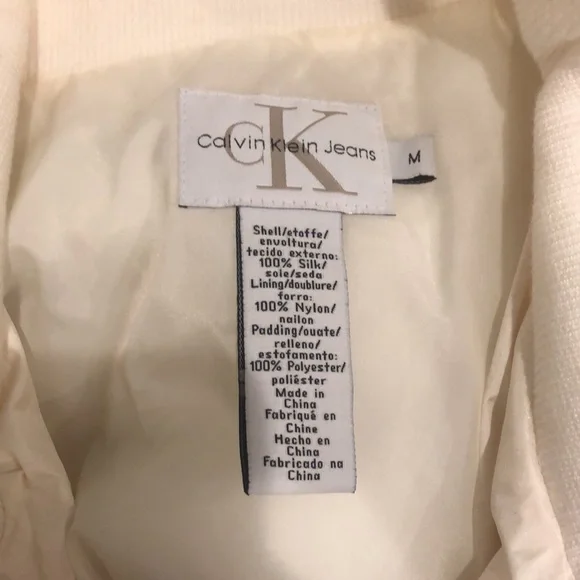 CK
Calvin Klein Jeans
M
Shell/etoffe/
envoltura/
tecido externo:
100% Silk/
soie/seda
Lining/doublure/
forro:
100% Nylon/
nailon
Padding/ouate/
relleno/
estofamento:
100% Polyester/
poliéster
Made in
China
Fabriqué en
Chine
Hecho en
China
Fabricado na
China